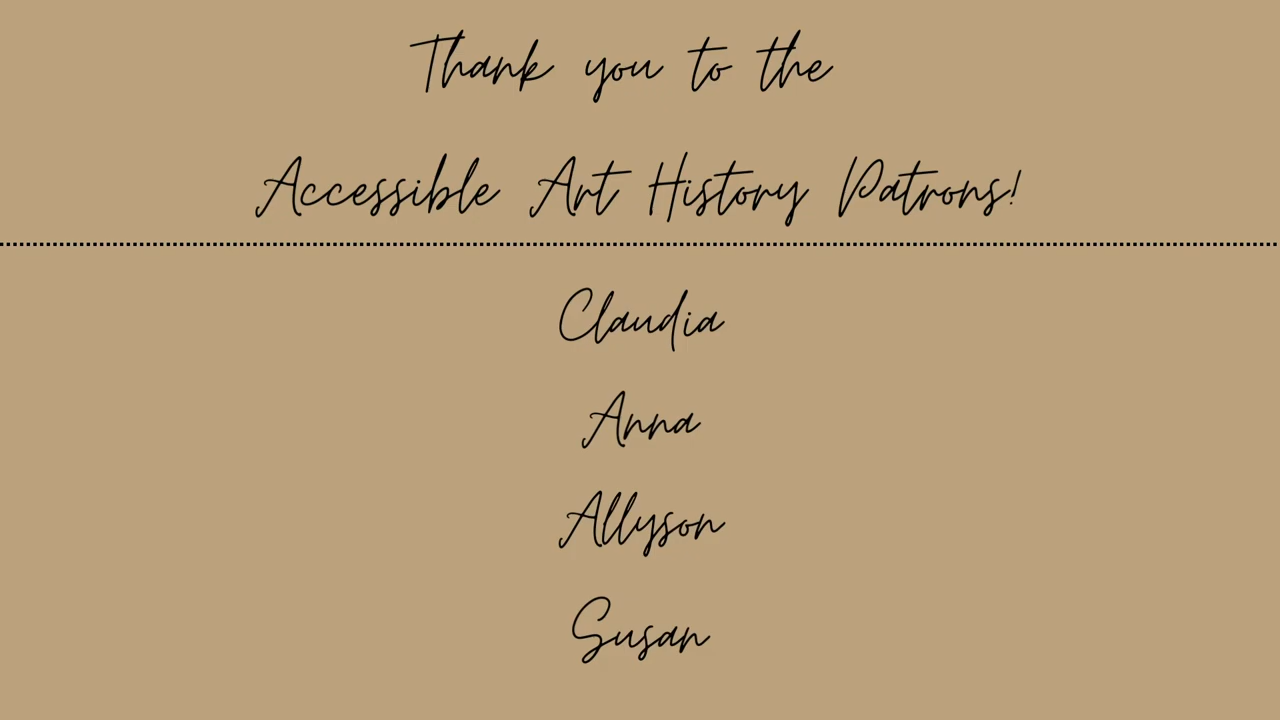 Thank you to the
Accessible Art History Patrons!
Claudia
Anna
Allyson
Susan